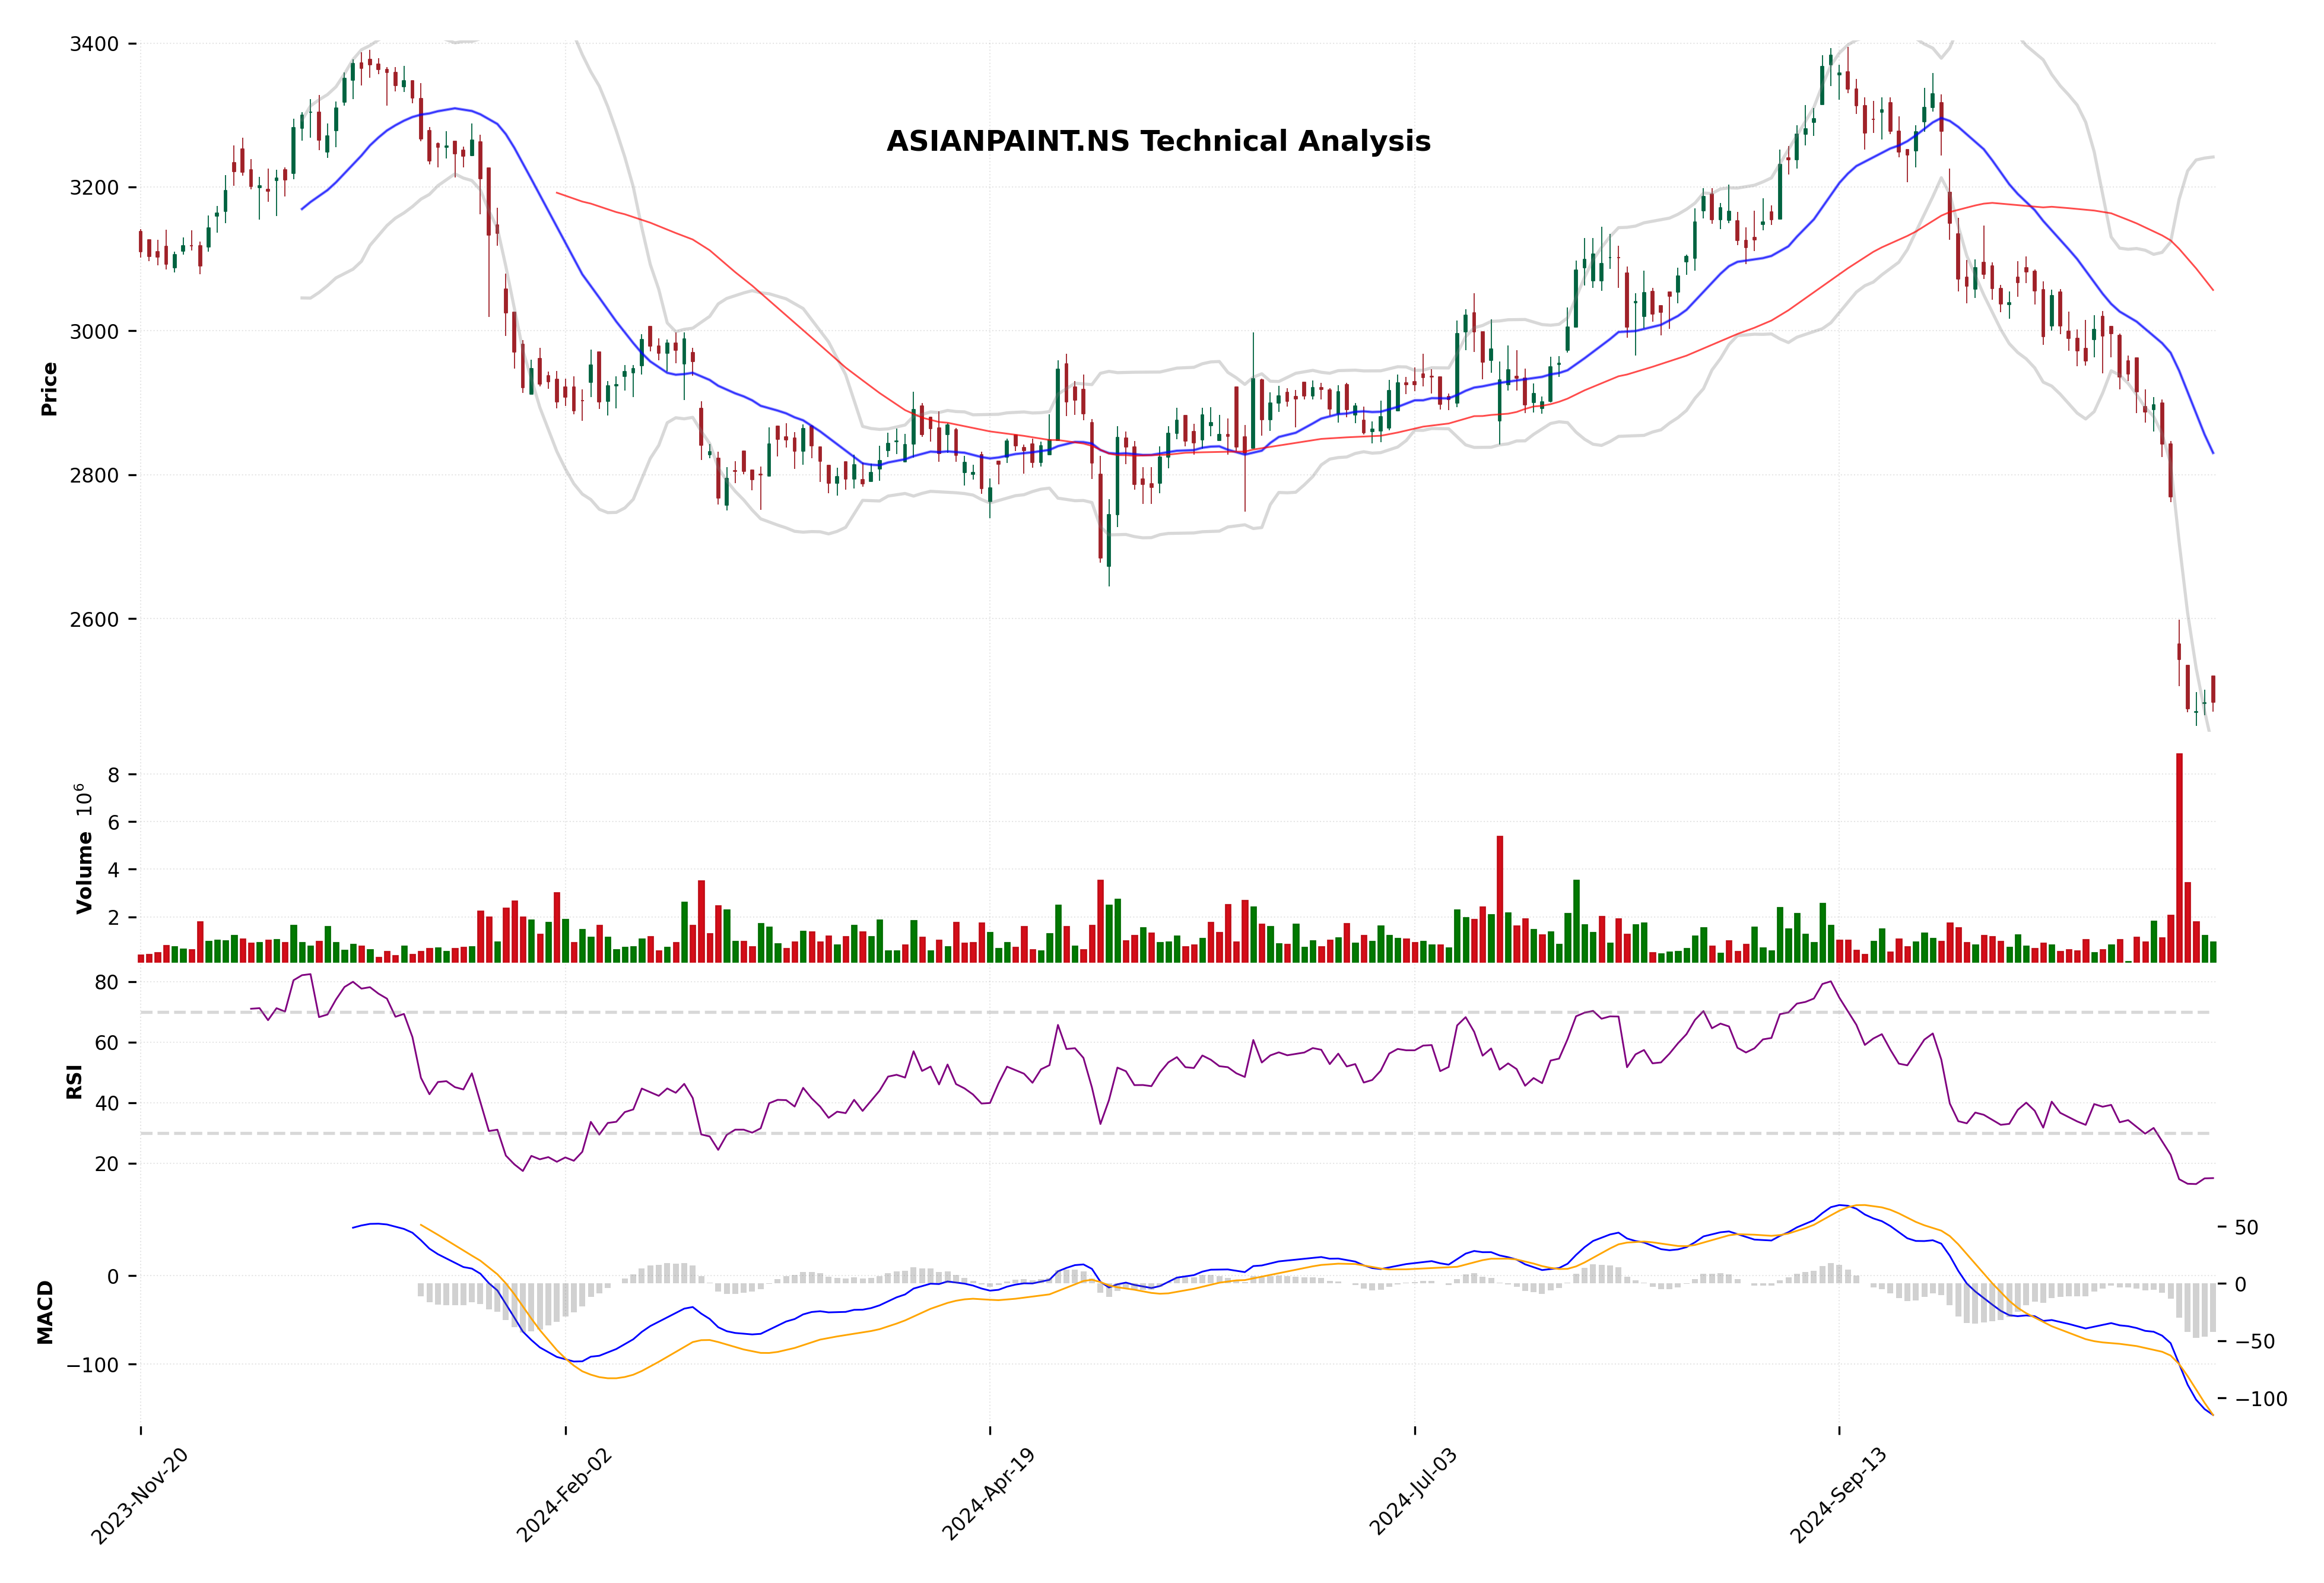 ASIANPAINT.NS Technical Analysis
Price
3400
3200
3000
2800
2600
Volume 10⁶
8
6
4
2
RSI
80
60
40
20
MACD
0
−100
50
0
−50
−100
2023-Nov-20
2024-Feb-02
2024-Apr-19
2024-Jul-03
2024-Sep-13